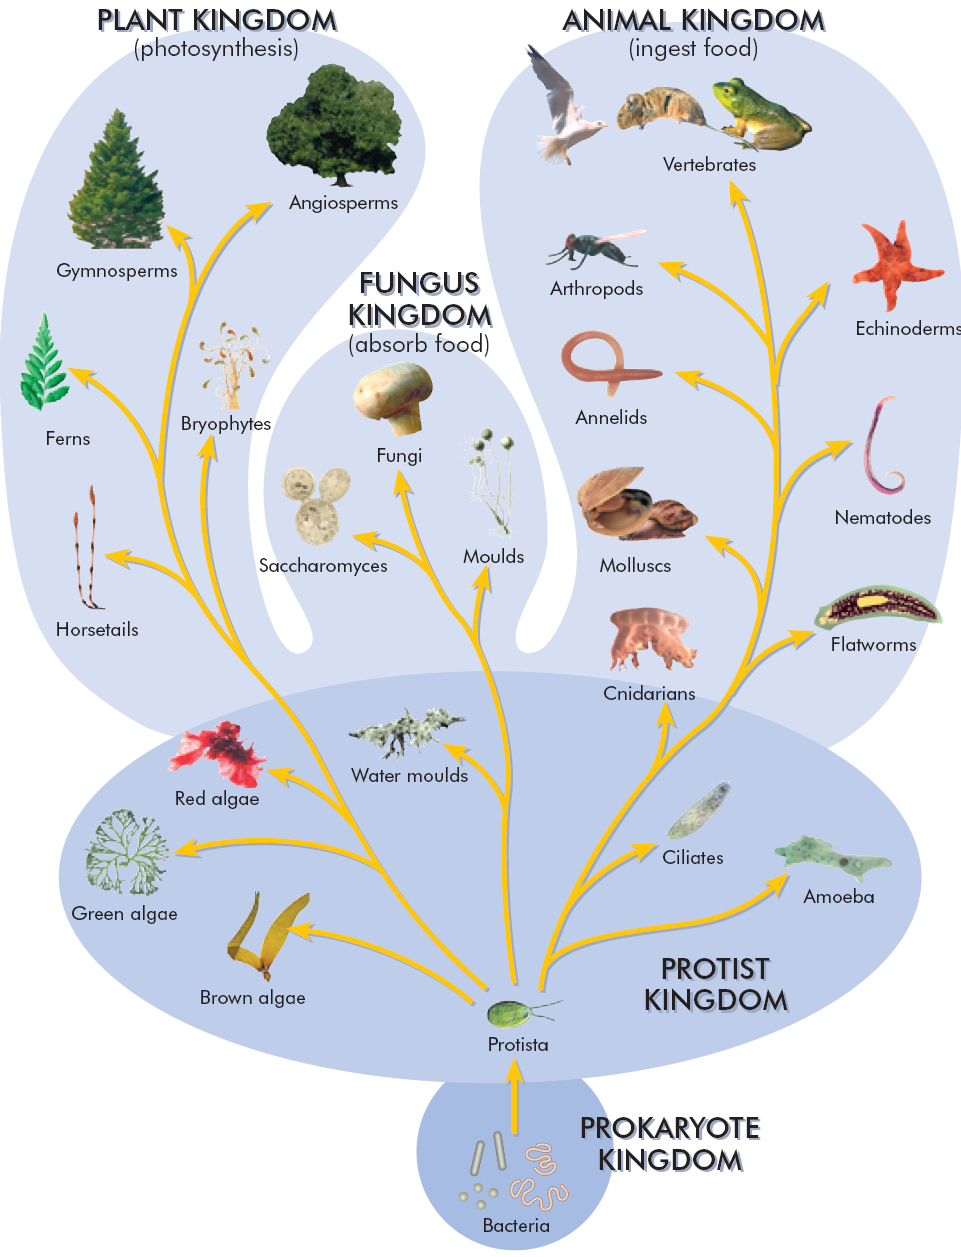 PLANT KINGDOM
(photosynthesis)
ANIMAL KINGDOM
(ingest food)
Vertebrates
Angiosperms
Gymnosperms
FUNGUS
KINGDOM
(absorb food)
Arthropods
Echinoderms
Ferns
Bryophytes
Annelids
Fungi
Nematodes
Saccharomyces
Moulds
Molluscs
Horsetails
Flatworms
Cnidarians
Water moulds
Red algae
Ciliates
Amoeba
Green algae
Brown algae
PROTIST
KINGDOM
Protista
PROKARYOTE
KINGDOM
Bacteria